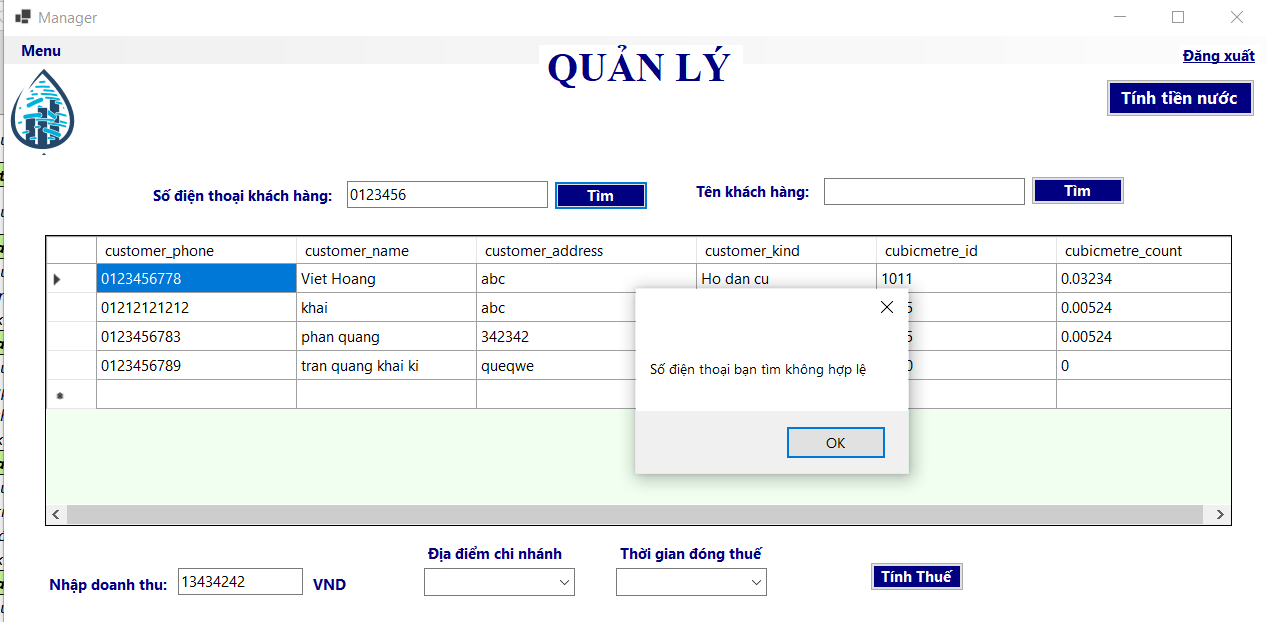 Manager
Menu
QUẢN LÝ
Đăng xuất
Tính tiền nước
Số điện thoại khách hàng: 0123456 Tìm Tên khách hàng: Tìm
customer_phone customer_name customer_address customer_kind cubicmetre_id cubicmetre_count
0123456778 Viet Hoang abc Ho dan cu 1011 0.03234
01212121212 khai abc 0.00524
0123456783 phan quang 342342 0.00524
0123456789 tran quang khai ki queqwe 0
Số điện thoại bạn tìm không hợp lệ
OK
Địa điểm chi nhánh Thời gian đóng thuế
Nhập doanh thu: 13434242 VND Tính Thuế